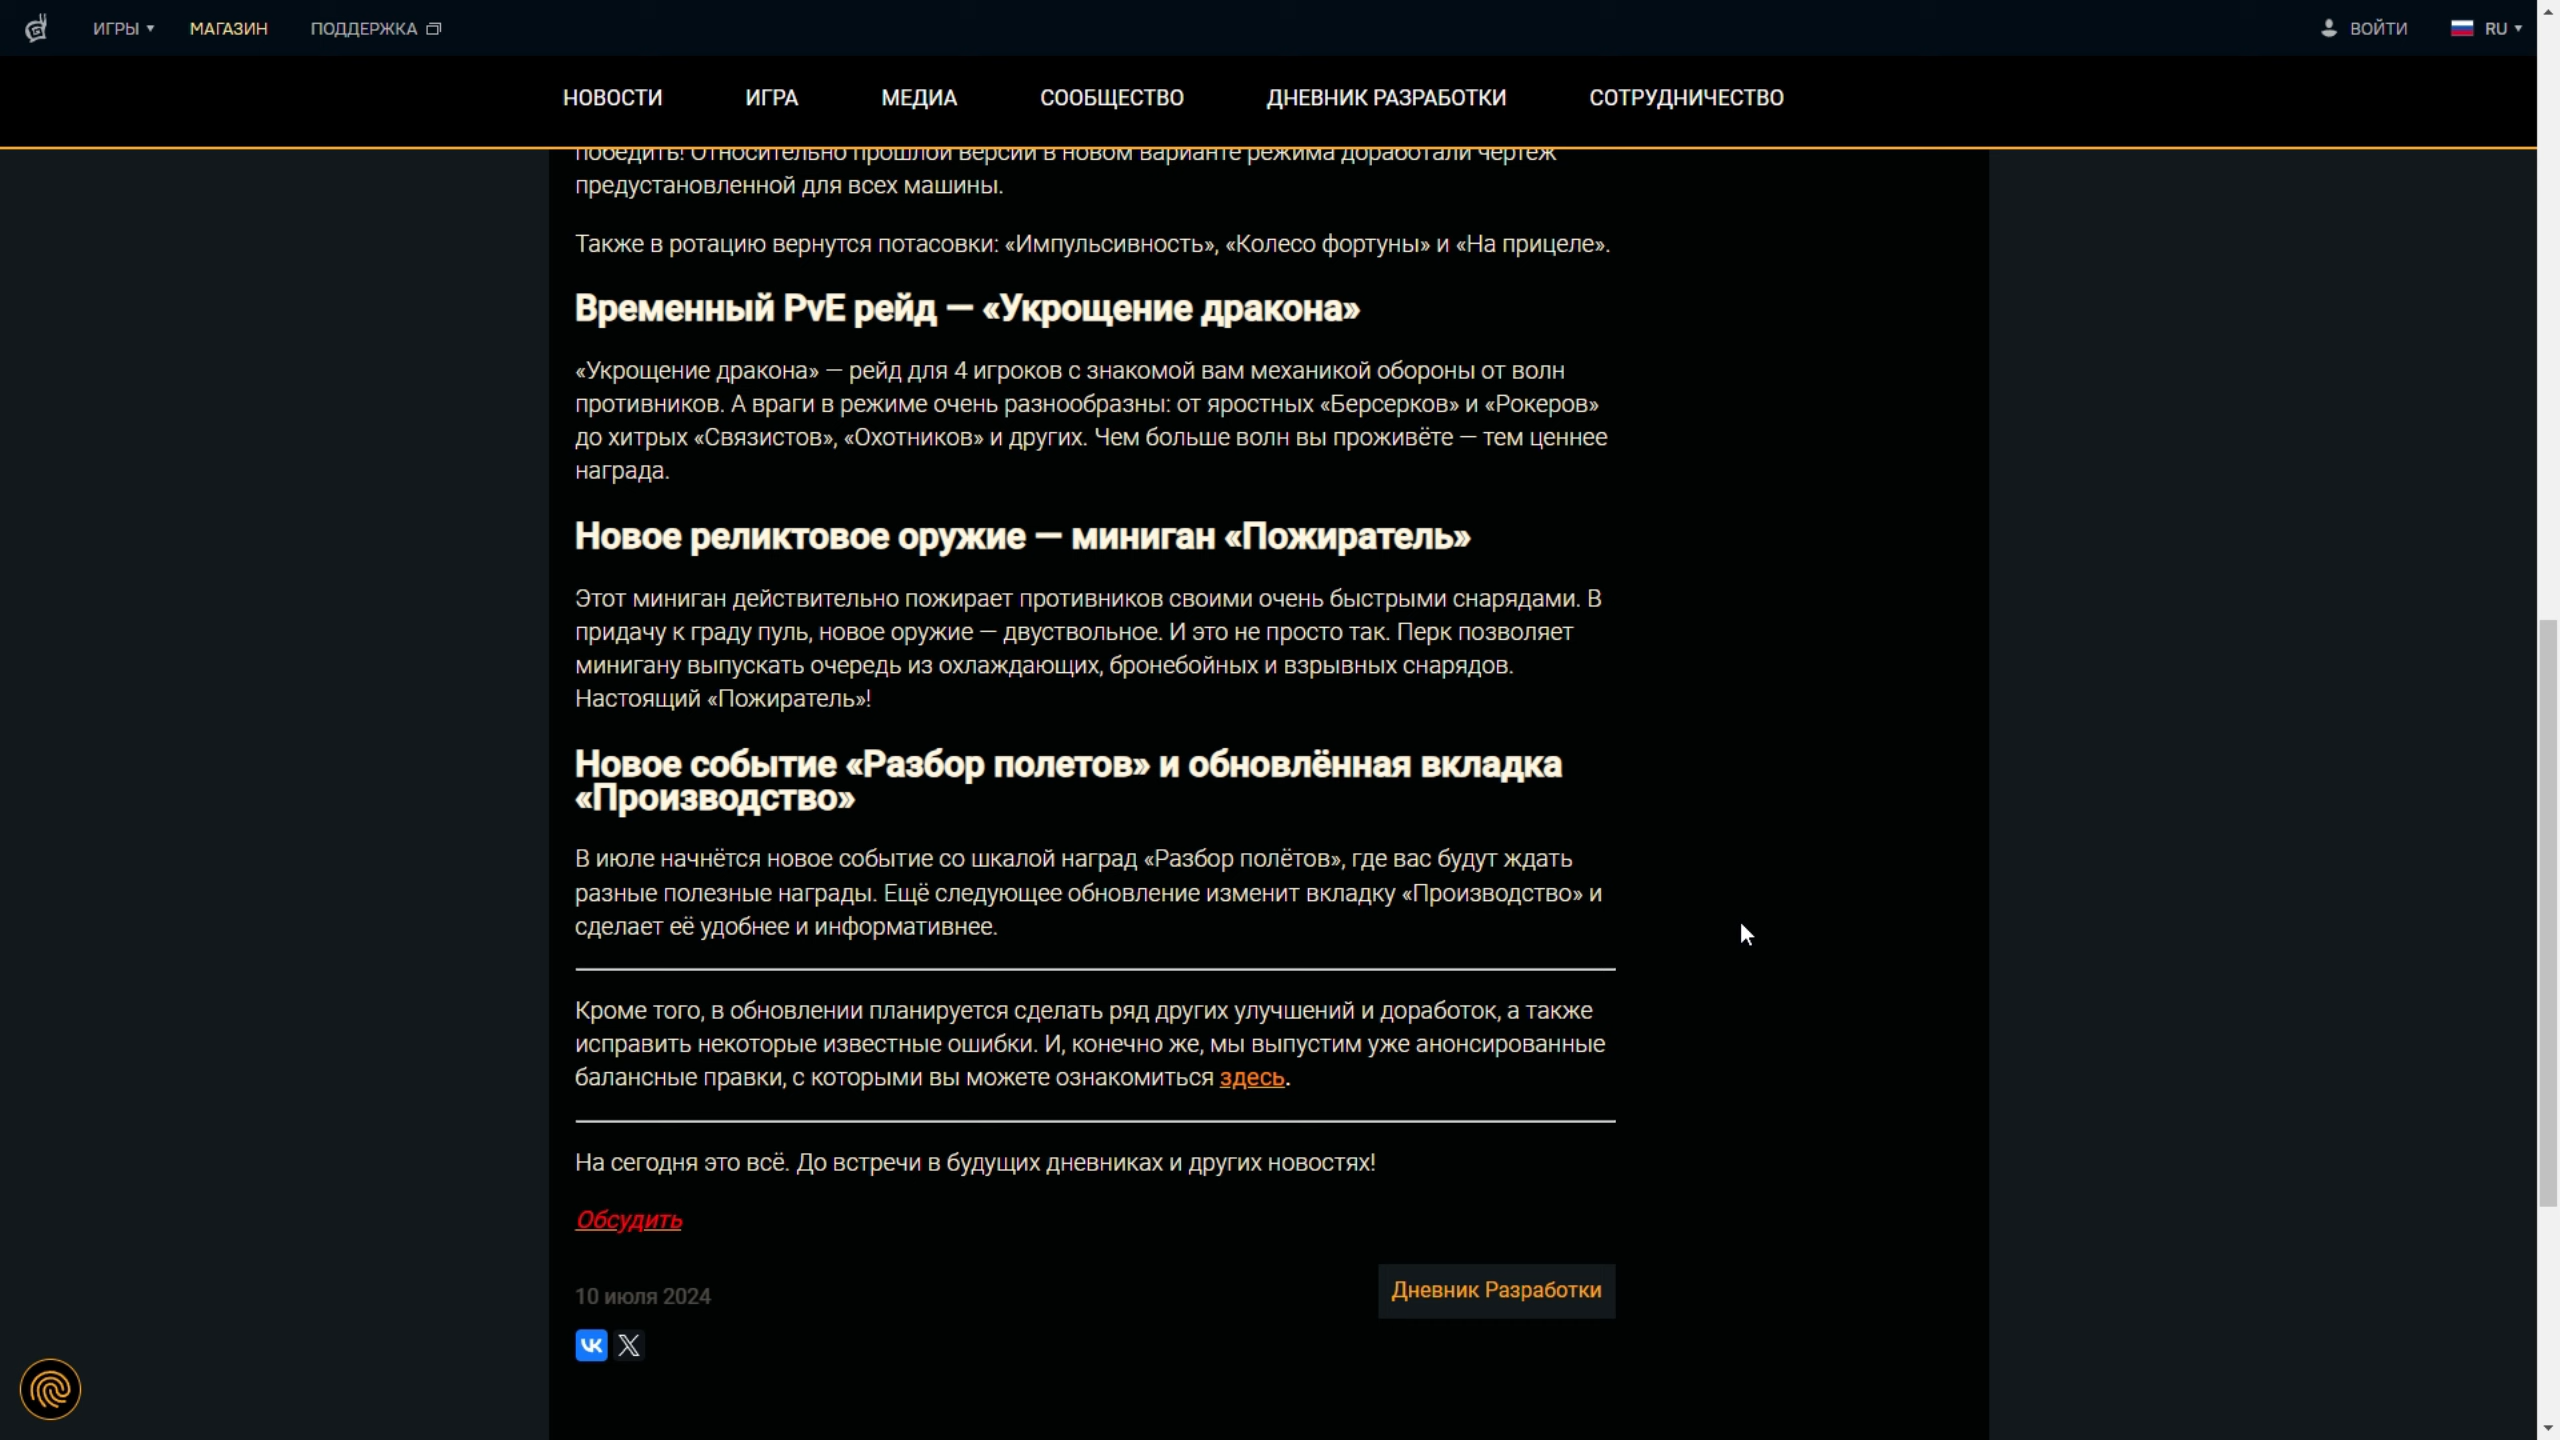 ИГРЫ
МАГАЗИН
ПОДДЕРЖКА
ВОЙТИ
RU
НОВОСТИ
ИГРА
МЕДИА
СООБЩЕСТВО
ДНЕВНИК РАЗРАБОТКИ
СОТРУДНИЧЕСТВО
победить! Относительно прошлой версии в новом варианте режима доработали чертёж
предустановленной для всех машины.
Также в ротацию вернутся потасовки: «Импульсивность», «Колесо фортуны» и «На прицеле».
Временный PvE рейд — «Укрощение дракона»
«Укрощение дракона» — рейд для 4 игроков с знакомой вам механикой обороны от волн
противников. А враги в режиме очень разнообразны: от яростных «Берсерков» и «Рокеров»
до хитрых «Связистов», «Охотников» и других. Чем больше волн вы проживёте — тем ценнее
награда.
Новое реликтовое оружие — миниган «Пожиратель»
Этот миниган действительно пожирает противников своими очень быстрыми снарядами. В
придачу к граду пуль, новое оружие — двуствольное. И это не просто так. Перк позволяет
минигану выпускать очередь из охлаждающих, бронебойных и взрывных снарядов.
Настоящий «Пожиратель»!
Новое событие «Разбор полетов» и обновлённая вкладка
«Производство»
В июле начнётся новое событие со шкалой наград «Разбор полётов», где вас будут ждать
разные полезные награды. Ещё следующее обновление изменит вкладку «Производство» и
сделает её удобнее и информативнее.
Кроме того, в обновлении планируется сделать ряд других улучшений и доработок, а также
исправить некоторые известные ошибки. И, конечно же, мы выпустим уже анонсированные
балансные правки, с которыми вы можете ознакомиться здесь.
На сегодня это всё. До встречи в будущих дневниках и других новостях!
Обсудить
10 июля 2024
Дневник Разработки